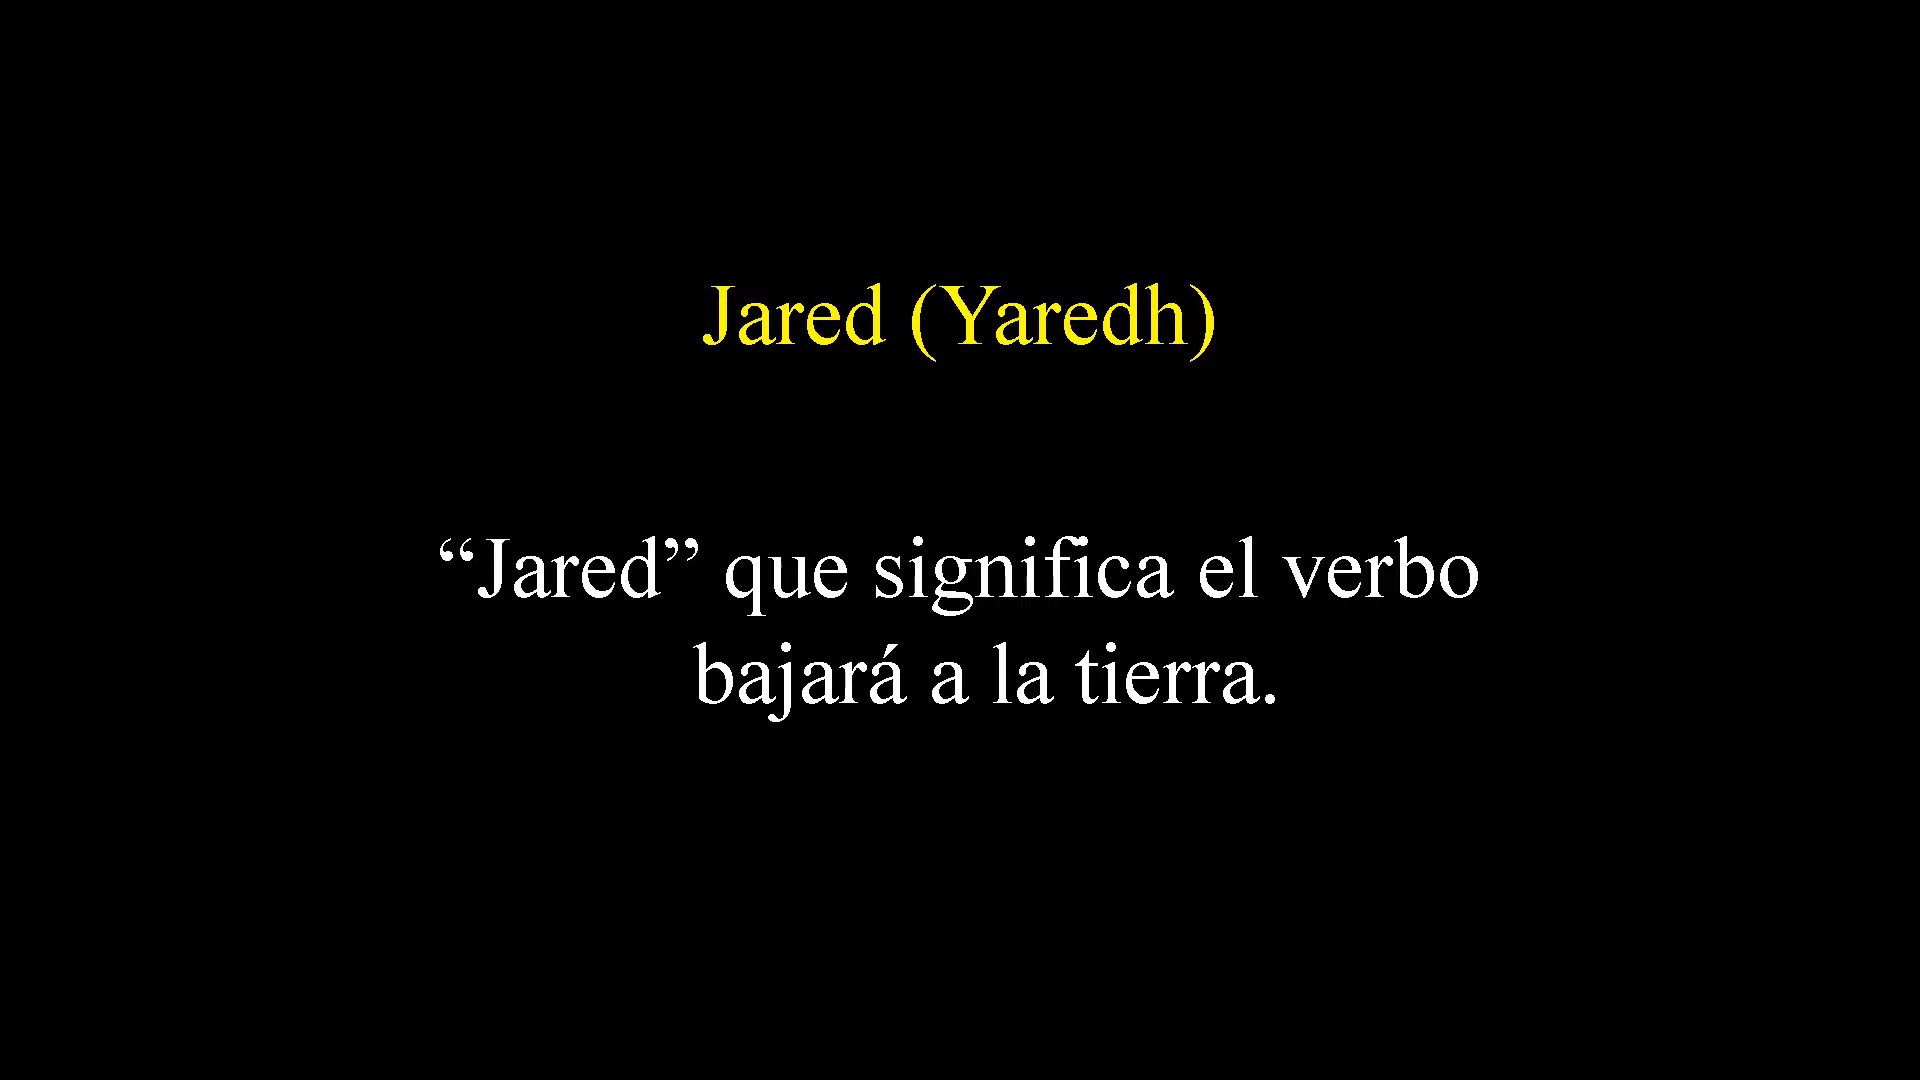 Jared (Yaredh)
“Jared” que significa el verbo
bajará a la tierra.